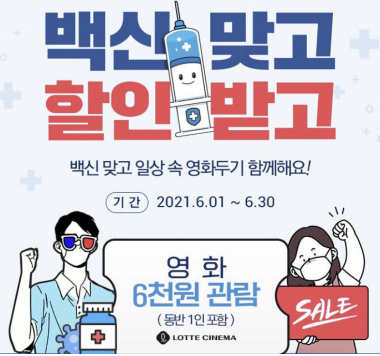 백신 맞고
할인 받고
백신 맞고 일상 속 영화두기 함께해요!
기 간 2021.6.01 ~ 6.30
영 화
6천원 관람
( 동반 1인 포함 )
LOTTE CINEMA
SALE